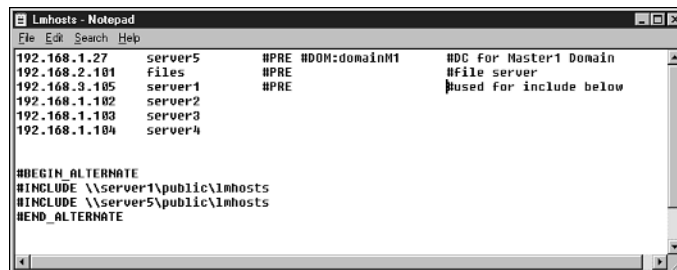 Lmhosts - Notepad
File Edit Search Help
192.168.1.27 server5 #PRE #DOM:domainM1 #DC for Master1 Domain
192.168.2.101 files #PRE #file server
192.168.3.105 server1 #PRE #used for include below
192.168.1.102 server2
192.168.1.103 server3
192.168.1.104 server4
#BEGIN_ALTERNATE
#INCLUDE \\server1\public\lmhosts
#INCLUDE \\server5\public\lmhosts
#END_ALTERNATE